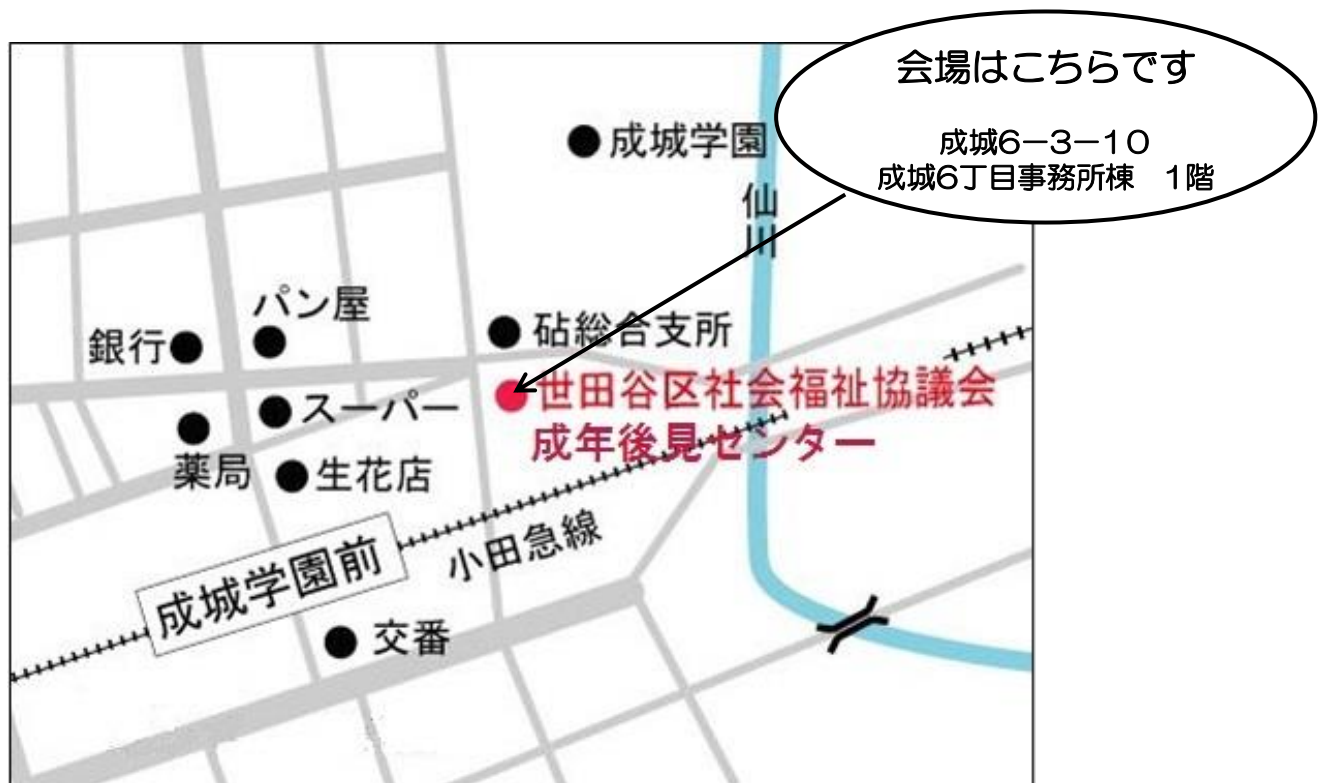 会場はこちらです
成城6-3-10
成城6丁目事務所棟　1階
成城学園
仙川
パン屋
銀行
砧総合支所
世田谷区社会福祉協議会
成年後見センター
スーパー
薬局
生花店
小田急線
成城学園前
交番